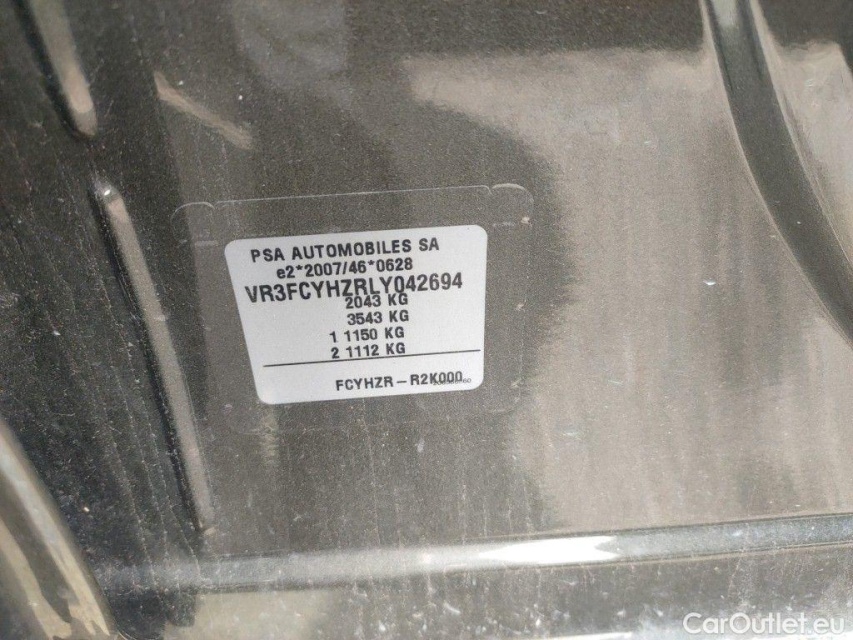 PSA AUTOMOBILES SA
e2*2007/46*0628
VR3FCYHZRLY042694
2043 KG
3543 KG
1 1150 KG
2 1112 KG
FCYHZR - R2K000
CarOutlet.eu